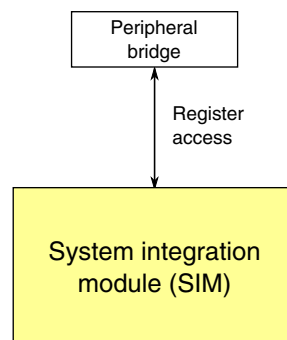 Peripheral
bridge
Register
access
System integration
module (SIM)